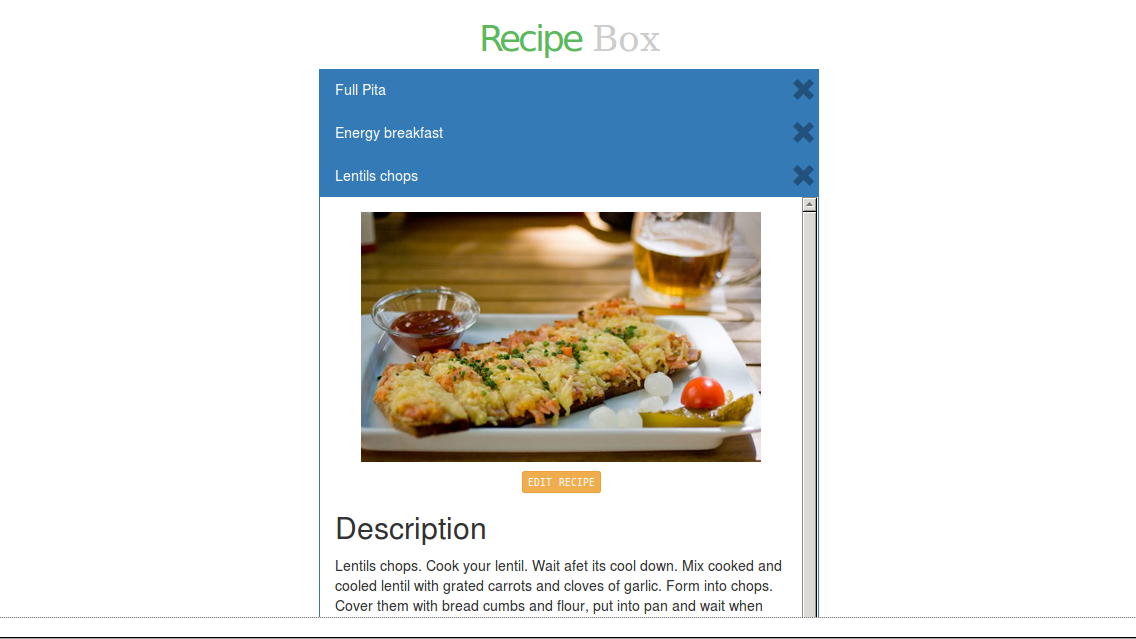 Recipe Box
Full Pita
Energy breakfast
Lentils chops
EDIT RECIPE
Description
Lentils chops. Cook your lentil. Wait afet its cool down. Mix cooked and
cooled lentil with grated carrots and cloves of garlic. Form into chops.
Cover them with bread cumbs and flour, put into pan and wait when